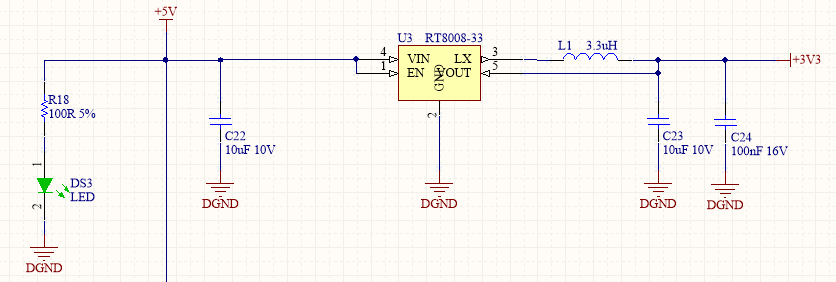 +5V
U3 RT8008-33
4 VIN LX 3
1 EN VOUT 5
GND
2
L1 3.3uH
+3V3
R18
100R 5%
C22
10uF 10V
C23
10uF 10V
C24
100nF 16V
1
DS3
LED
2
DGND
DGND
DGND
DGND
DGND